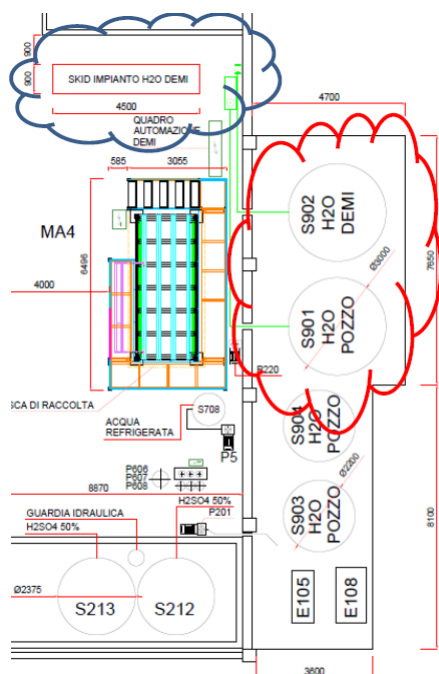 900
900
SKID IMPIANTO H2O DEMI
4500
4700
QUADRO
AUTOMAZIONE
DEMI
585
3055
S902
H2O
DEMI
MA4
6496
7650
4000
Ø3000
S901
H2O
POZZO
P220
SCA DI RACCOLTA
S904
H2O
POZZO
ACQUA
REFRIGERATA
S708
P5
P606
P607
P608
Ø2200
8870
H2SO4 50%
P201
S903
H2O
POZZO
8100
GUARDIA IDRAULICA
H2SO4 50%
E105
E108
Ø2375
S213
S212
3600